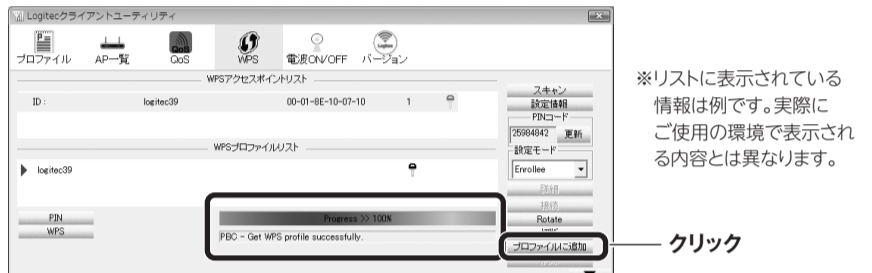 Logitecクライアントユーティリティ
プロファイル AP一覧 QoS WPS 電波ON/OFF バージョン
WPSアクセスポイントリスト
ID : logitec39 00-01-8E-10-07-10 1
スキャン
設定情報
PINコード
25984842 更新
設定モード
Enrollee
WPSプロファイルリスト
logitec39
詳細
接続
Rotate
PIN
WPS
Progress >> 100%
PBC - Get WPS profile successfully.
プロファイルに追加
クリック
※リストに表示されている
情報は例です。実際に
ご使用の環境で表示され
る内容とは異なります。